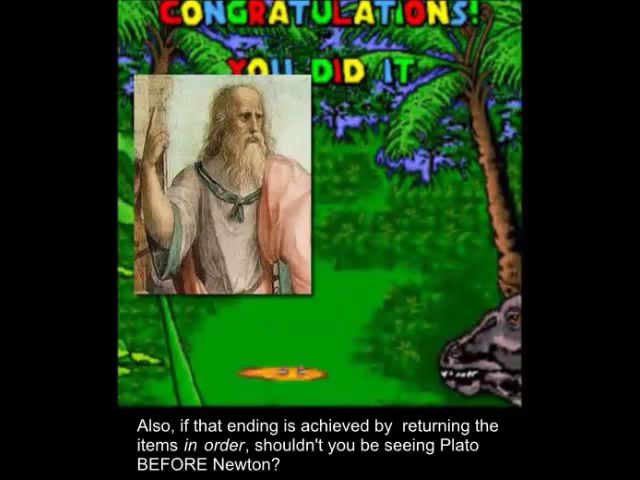 CONGRATULATIONS!
YOU DID IT
Also, if that ending is achieved by  returning the
items in order, shouldn't you be seeing Plato
BEFORE Newton?